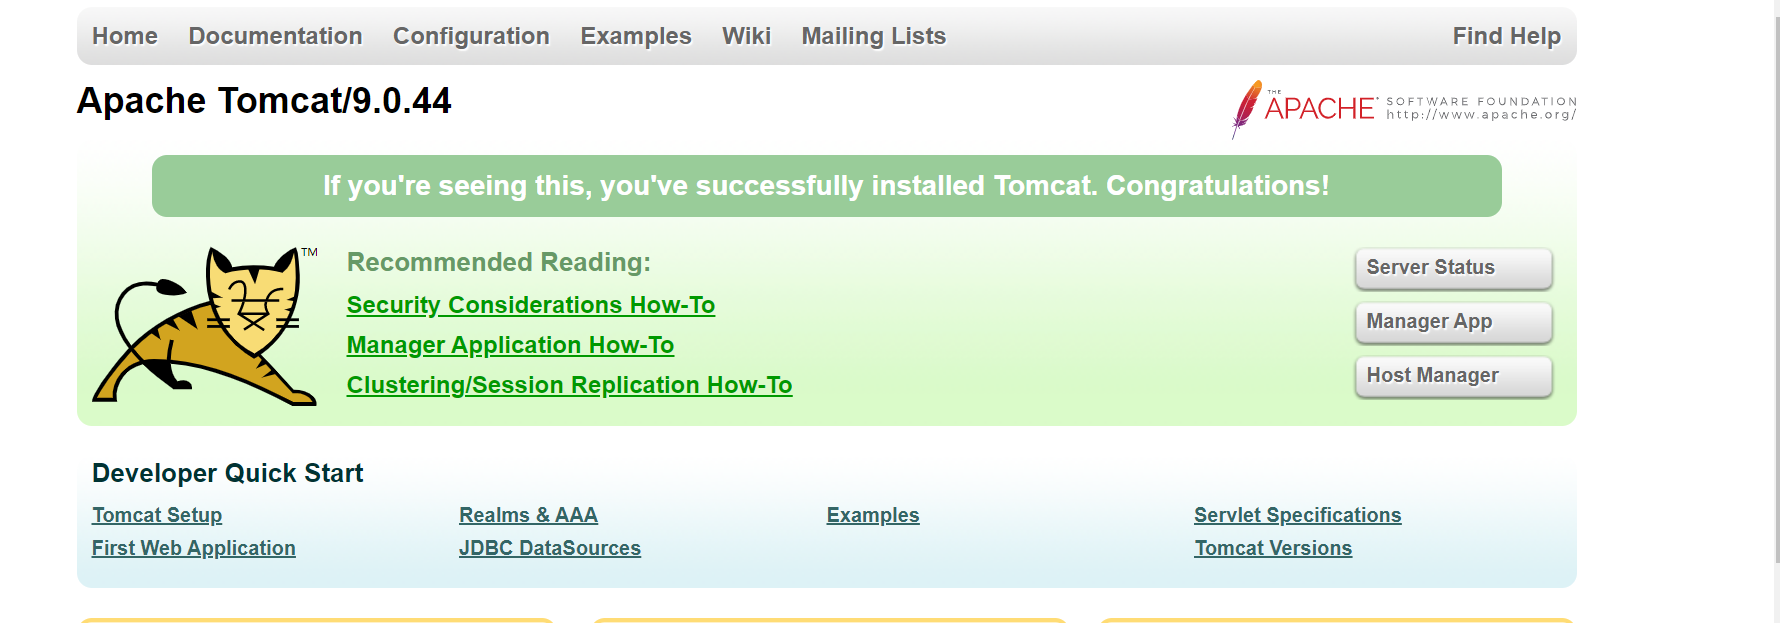 Home Documentation Configuration Examples Wiki Mailing Lists Find Help
Apache Tomcat/9.0.44
THE
APACHE® SOFTWARE FOUNDATION
http://www.apache.org/
If you're seeing this, you've successfully installed Tomcat. Congratulations!
TM
Recommended Reading:
Security Considerations How-To
Manager Application How-To
Clustering/Session Replication How-To
Server Status
Manager App
Host Manager
Developer Quick Start
Tomcat Setup
First Web Application
Realms & AAA
JDBC DataSources
Examples
Servlet Specifications
Tomcat Versions